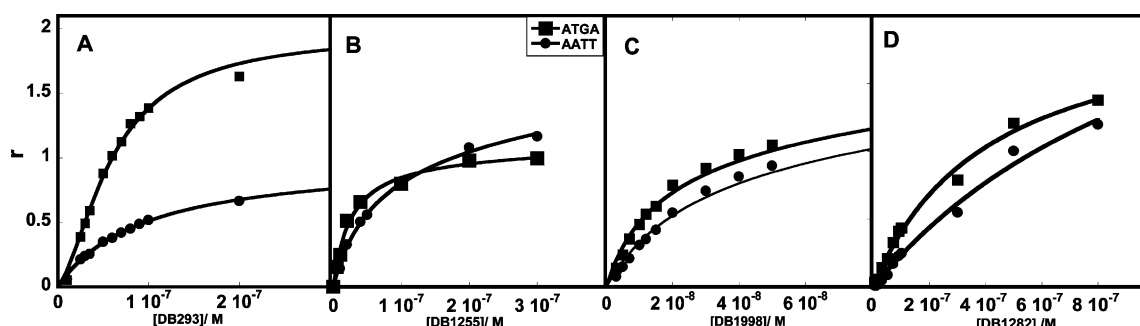 2
1.5
1
0.5
0
r
A
B
C
D
ATGA
AATT
0 1 10-7 2 10-7
0 1 10-7 2 10-7 3 10-7
0 2 10-8 4 10-8 6 10-8
0 2 10-7 4 10-7 6 10-7 8 10-7
[DB293]/ M
[DB1255]/ M
[DB1998]/ M
[DB1282] /M